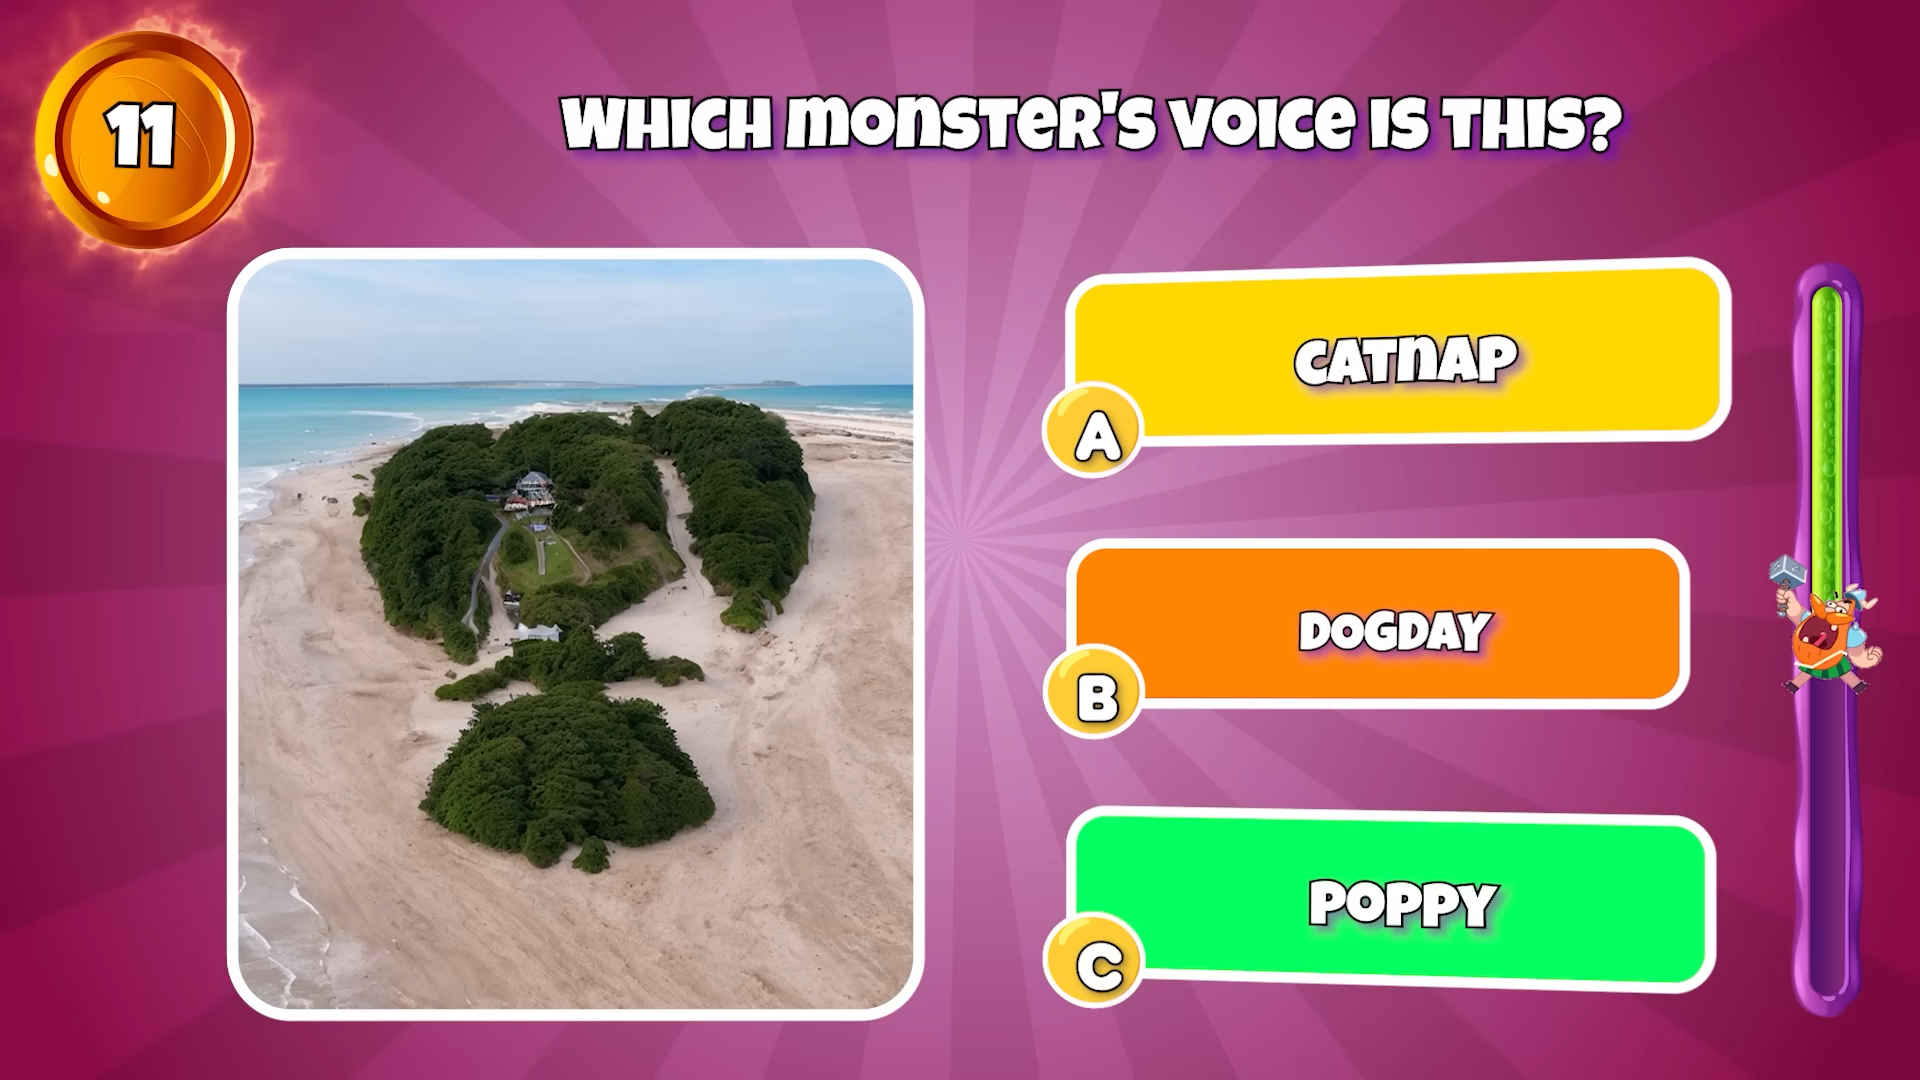 11
WHICH MONSTER'S VOICE IS THIS?
CATNAP
A
DOGDAY
B
POPPY
C